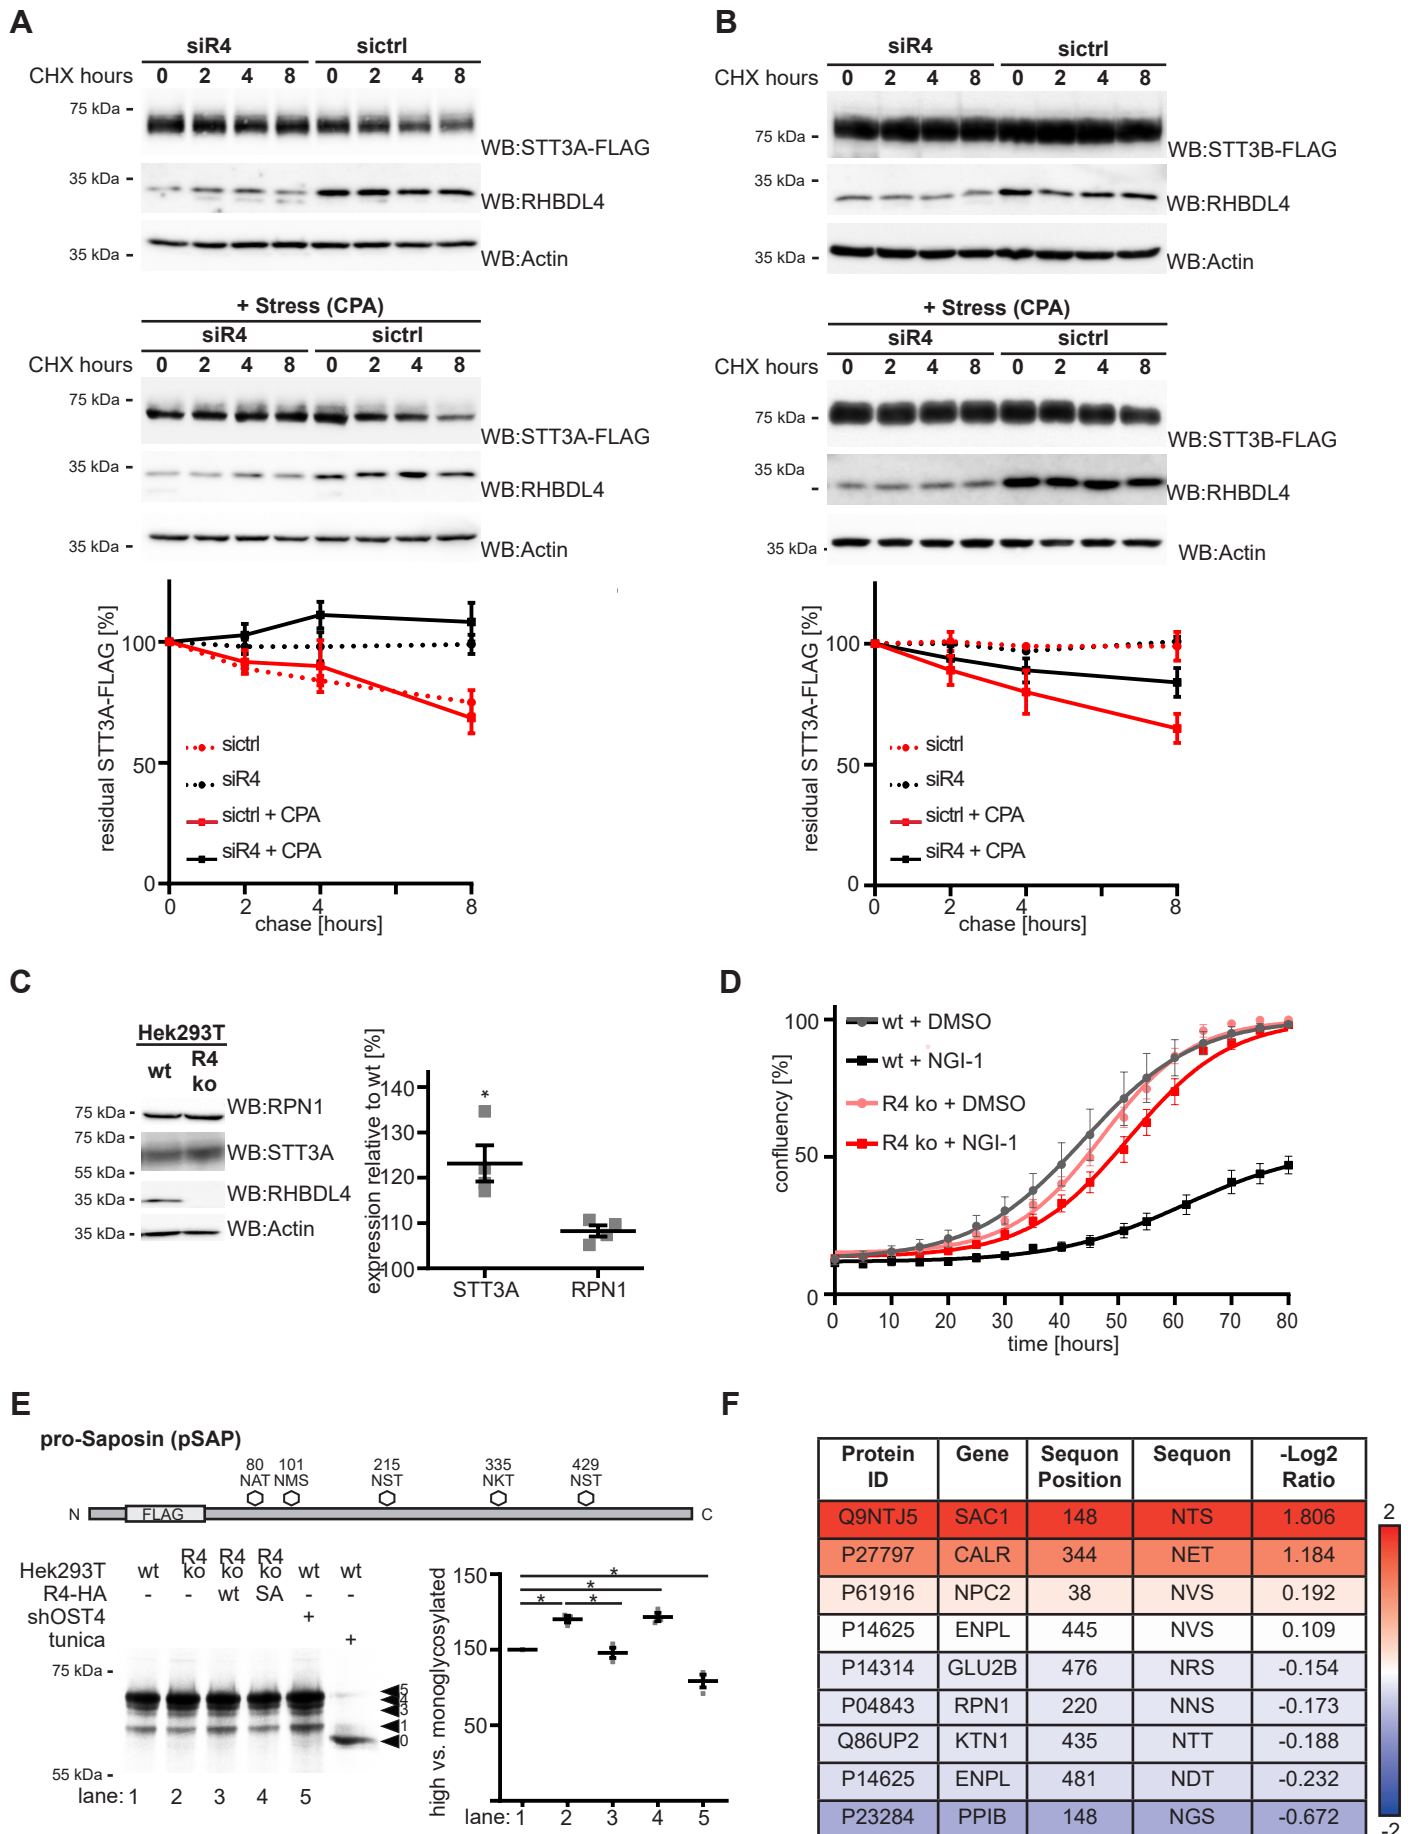 A
siR4 sictrl
CHX hours 0 2 4 8 0 2 4 8
75 kDa
WB:STT3A-FLAG
35 kDa
WB:RHBDL4
35 kDa
WB:Actin
+ Stress (CPA)
siR4 sictrl
CHX hours 0 2 4 8 0 2 4 8
75 kDa
WB:STT3A-FLAG
35 kDa
WB:RHBDL4
35 kDa
WB:Actin
residual STT3A-FLAG [%]
100
50
0
sictrl
siR4
sictrl + CPA
siR4 + CPA
0 2 4 8
chase [hours]
B
siR4 sictrl
CHX hours 0 2 4 8 0 2 4 8
75 kDa
WB:STT3B-FLAG
35 kDa
WB:RHBDL4
35 kDa
WB:Actin
+ Stress (CPA)
siR4 sictrl
CHX hours 0 2 4 8 0 2 4 8
75 kDa
WB:STT3B-FLAG
35 kDa
WB:RHBDL4
35 kDa
WB:Actin
residual STT3A-FLAG [%]
100
50
0
sictrl
siR4
sictrl + CPA
siR4 + CPA
0 2 4 8
chase [hours]
C
Hek293T
wt R4 ko
75 kDa WB:RPN1
75 kDa
WB:STT3A
55 kDa
35 kDa WB:RHBDL4
35 kDa WB:Actin
expression relative to wt [%]
140
130
120
110
100
*
STT3A RPN1
D
confluency [%]
100
50
0
wt + DMSO
wt + NGI-1
R4 ko + DMSO
R4 ko + NGI-1
0 10 20 30 40 50 60 70 80
time [hours]
E
pro-Saposin (pSAP)
80 101 215 335 429
NAT NMS NST NKT NST
N FLAG C
R4 R4 R4
Hek293T wt ko ko ko wt wt
R4-HA - - wt SA - -
shOST4 +
tunica +
75 kDa
5
4
3
1
0
55 kDa
lane: 1 2 3 4 5
high vs. monoglycosylated
150
150
50
*
*
* *
lane: 1 2 3 4 5
F
Protein ID Gene Sequon Position Sequon -Log2 Ratio
Q9NTJ5 SAC1 148 NTS 1.806
P27797 CALR 344 NET 1.184
P61916 NPC2 38 NVS 0.192
P14625 ENPL 445 NVS 0.109
P14314 GLU2B 476 NRS -0.154
P04843 RPN1 220 NNS -0.173
Q86UP2 KTN1 435 NTT -0.188
P14625 ENPL 481 NDT -0.232
P23284 PPIB 148 NGS -0.672
2
-2